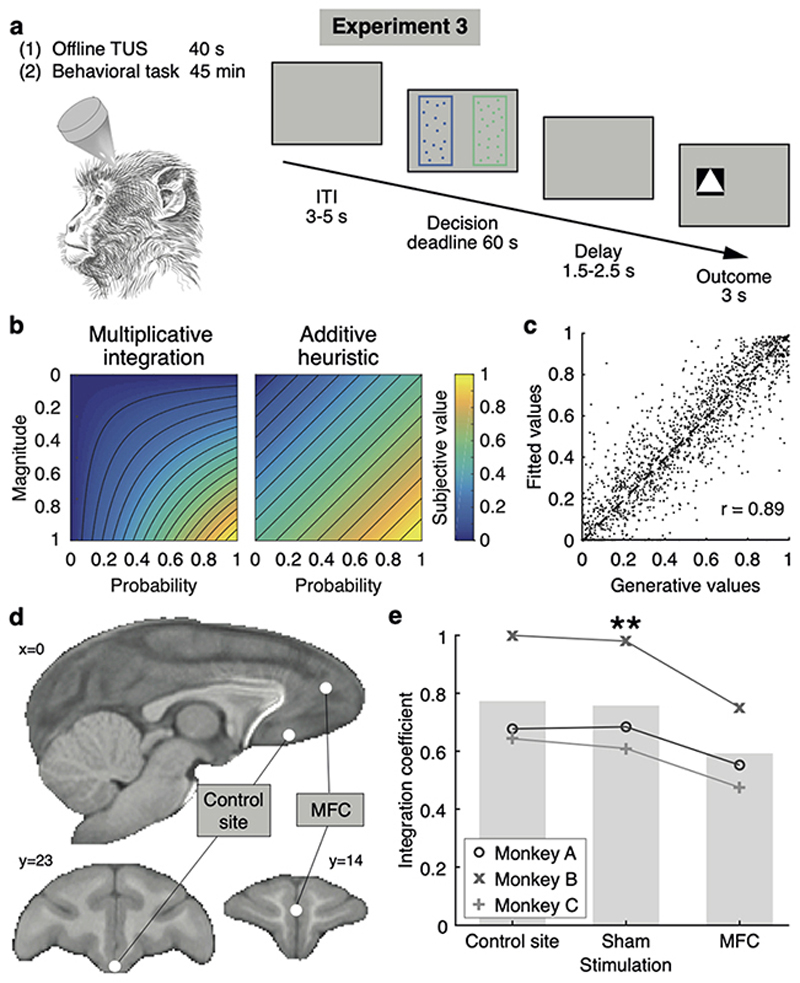 a
Experiment 3
(1) Offline TUS 40 s
(2) Behavioral task 45 min
ITI
3-5 s
Decision
deadline 60 s
Delay
1.5-2.5 s
Outcome
3 s
b
Multiplicative
integration
Additive
heuristic
Magnitude
0
0.2
0.4
0.6
0.8
1
0 0.2 0.4 0.6 0.8 1
Probability
0 0.2 0.4 0.6 0.8 1
Probability
1
0.8
0.6
0.4
0.2
0
Subjective value
c
Fitted values
1
0.8
0.6
0.4
0.2
0
r = 0.89
0 0.2 0.4 0.6 0.8 1
Generative values
d
x=0
Control
site
MFC
y=23
y=14
e
**
Integration coefficient
1
0.8
0.6
0.4
0.2
0
Monkey A
Monkey B
Monkey C
Control site Sham MFC
Stimulation